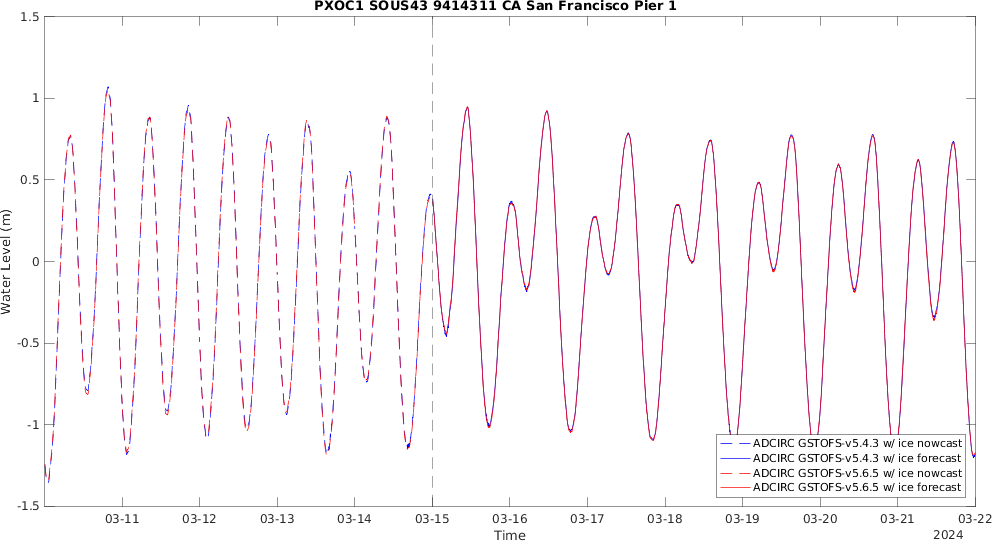 PXOC1 SOUS43 9414311 CA San Francisco Pier 1
1.5
1
0.5
0
-0.5
-1
-1.5
Water Level (m)
ADCIRC GSTOFS-v5.4.3 w/ ice nowcast
ADCIRC GSTOFS-v5.4.3 w/ ice forecast
ADCIRC GSTOFS-v5.6.5 w/ ice nowcast
ADCIRC GSTOFS-v5.6.5 w/ ice forecast
03-11 03-12 03-13 03-14 03-15 03-16 03-17 03-18 03-19 03-20 03-21 03-22
Time
2024